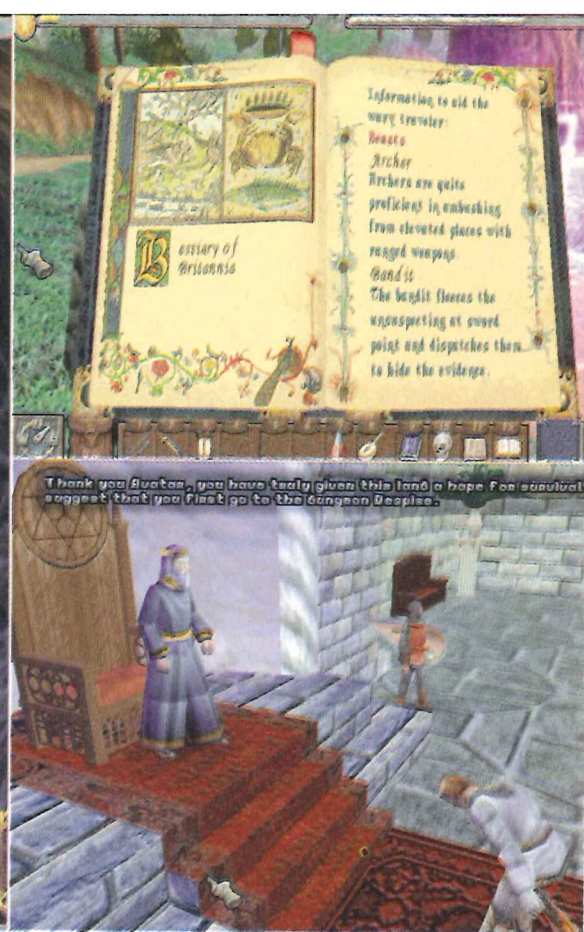 Bestiary of
Britannia
Information to aid the
wary traveler:
Beasts
Archer
Archers are quite
proficient in ambushing
from elevated places with
ranged weapons.
Bandit
The bandit fleeces the
unsuspecting at sword
point and dispatches them
to hide the evidence.
Thank you Avatar, you have truly given this land a hope for survival
suggest that you first go to the dungeon Despise.